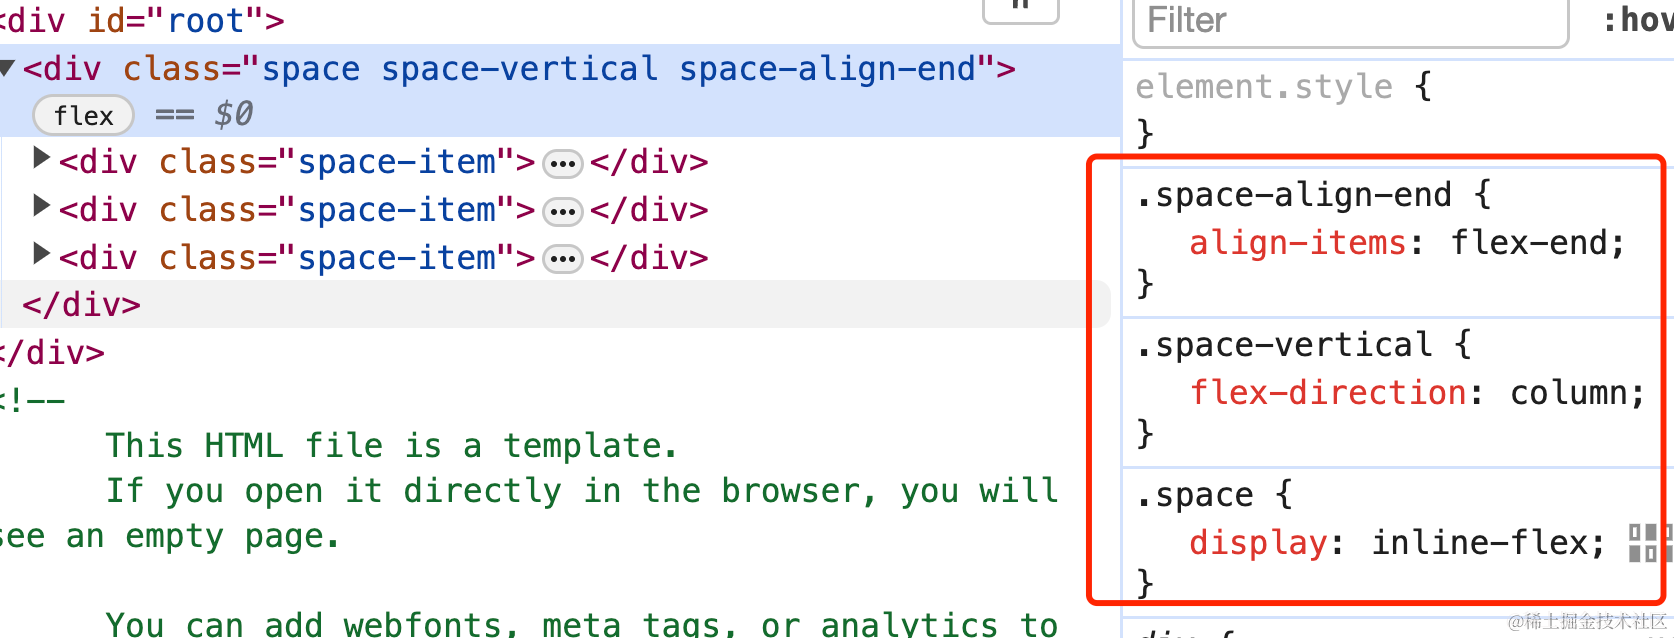 <div id="root">
<div class="space space-vertical space-align-end">
flex == $0
<div class="space-item"> ••• </div>
<div class="space-item"> ••• </div>
<div class="space-item"> ••• </div>
</div>
</div>
<!--
This HTML file is a template.
If you open it directly in the browser, you will
see an empty page.
You can add webfonts, meta tags, or analytics to
Filter
:hov
element.style {
}
.space-align-end {
align-items: flex-end;
}
.space-vertical {
flex-direction: column;
}
.space {
display: inline-flex;
}
div {
@稀土掘金技术社区